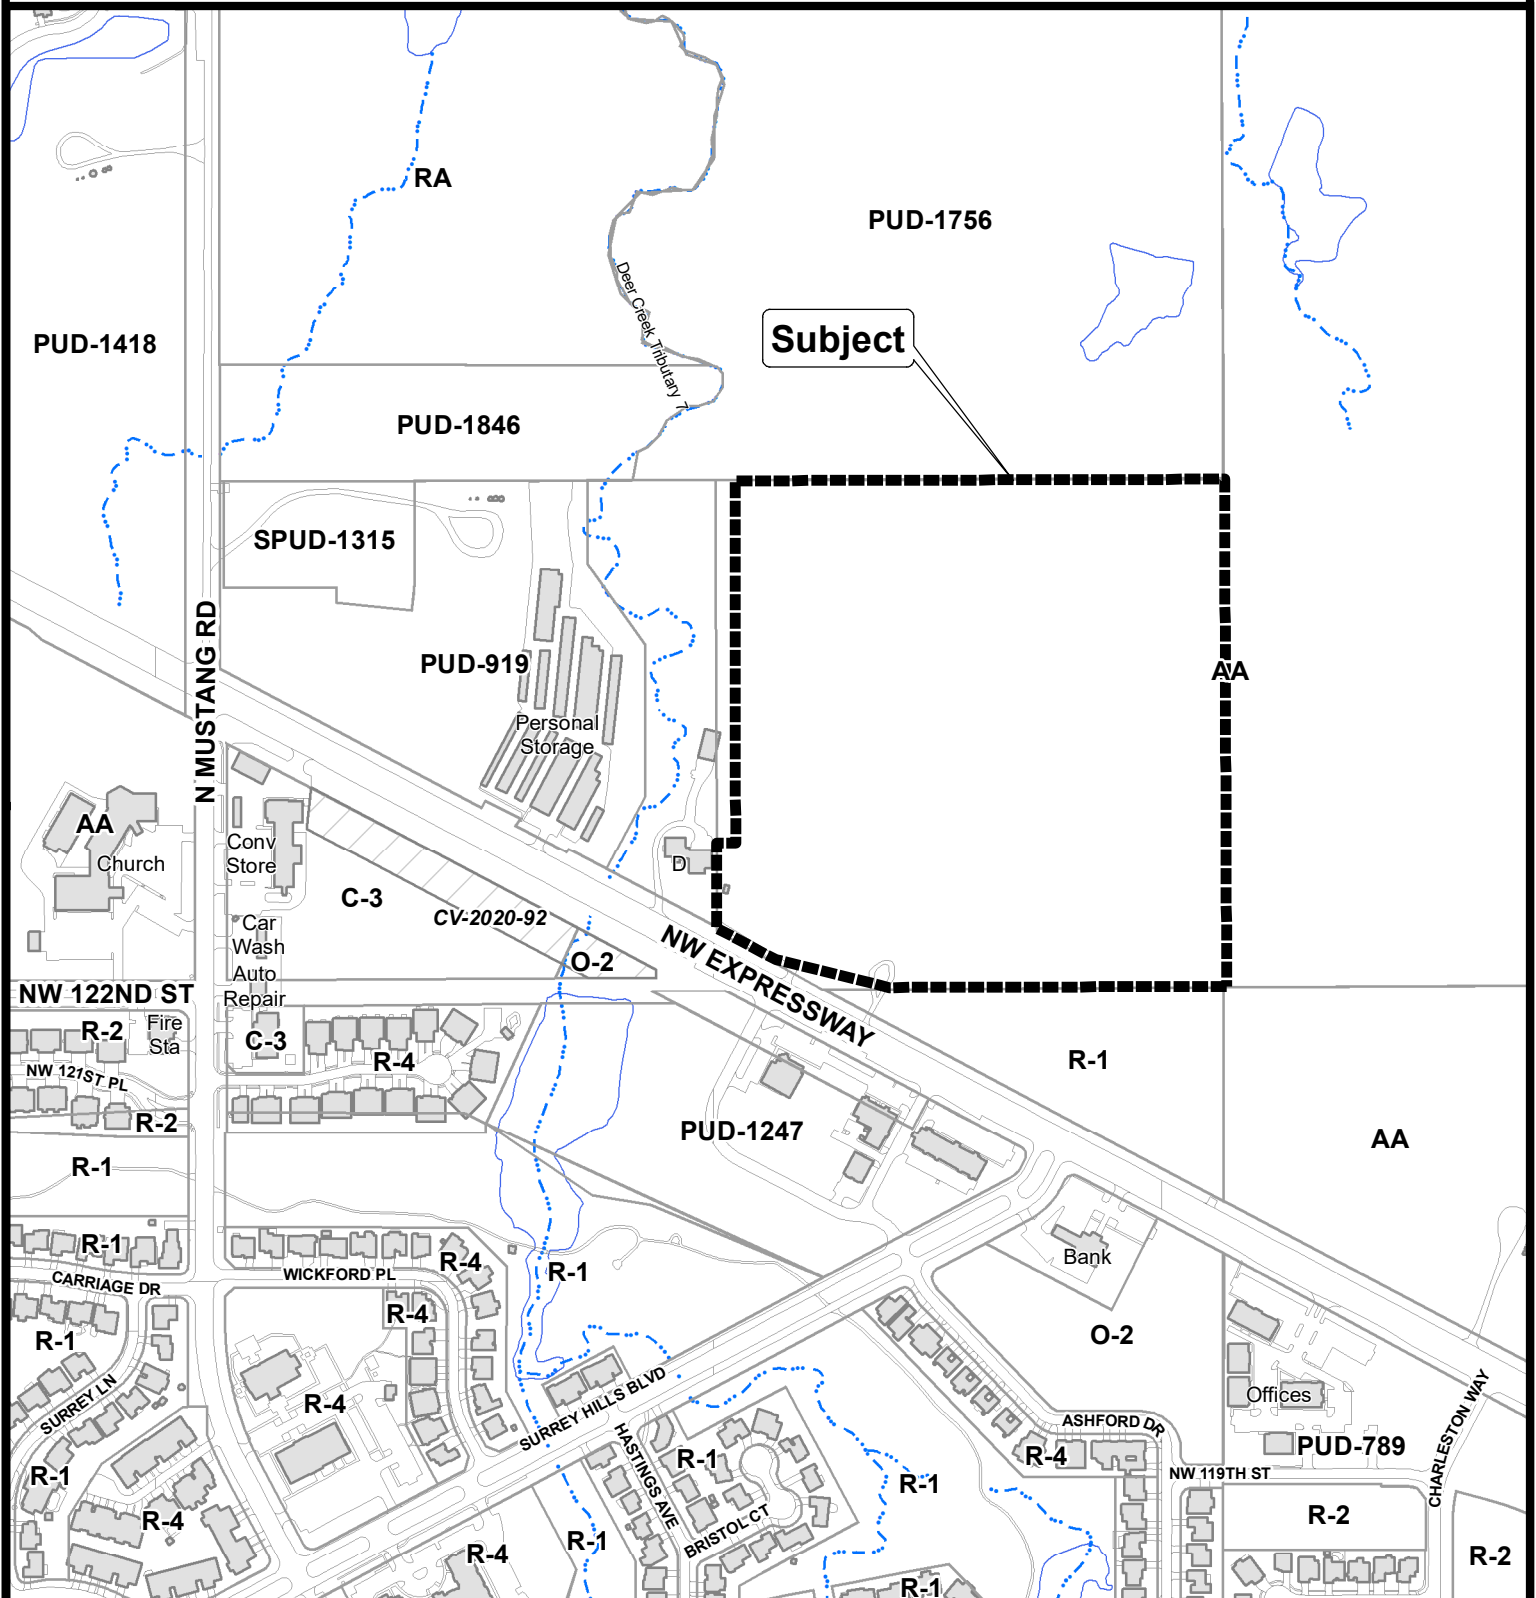 RA
PUD-1756
Deer Creek Tributary 7
Subject
PUD-1418
PUD-1846
SPUD-1315
N MUSTANG RD
PUD-919
AA
Personal
Storage
AA
Church
Conv
Store
D
C-3
CV-2020-92
Car
Wash
O-2
NW EXPRESSWAY
Auto
Repair
NW 122ND ST
R-2
Fire
Sta
C-3
R-4
R-1
NW 121ST PL
R-2
PUD-1247
AA
R-1
R-1
R-4
Bank
WICKFORD PL
R-1
CARRIAGE DR
R-4
R-1
O-2
SURREY LN
R-4
SURREY HILLS BLVD
Offices
CHARLESTON WAY
ASHFORD DR
HASTINGS AVE
R-1
R-4
PUD-789
R-1
NW 119TH ST
R-1
R-4
R-1
BRISTOL CT
R-2
R-4
R-2
R-1